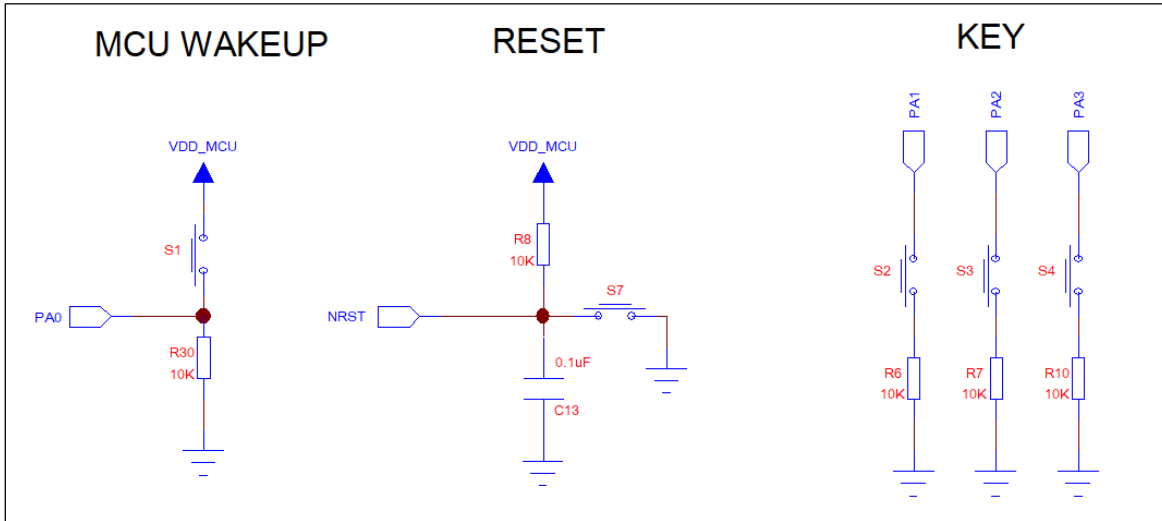 MCU WAKEUP
VDD_MCU
S1
PA0
R30
10K
RESET
VDD_MCU
R8
10K
S7
NRST
0.1uF
C13
KEY
PA1
PA2
PA3
S2
S3
S4
R6
10K
R7
10K
R10
10K